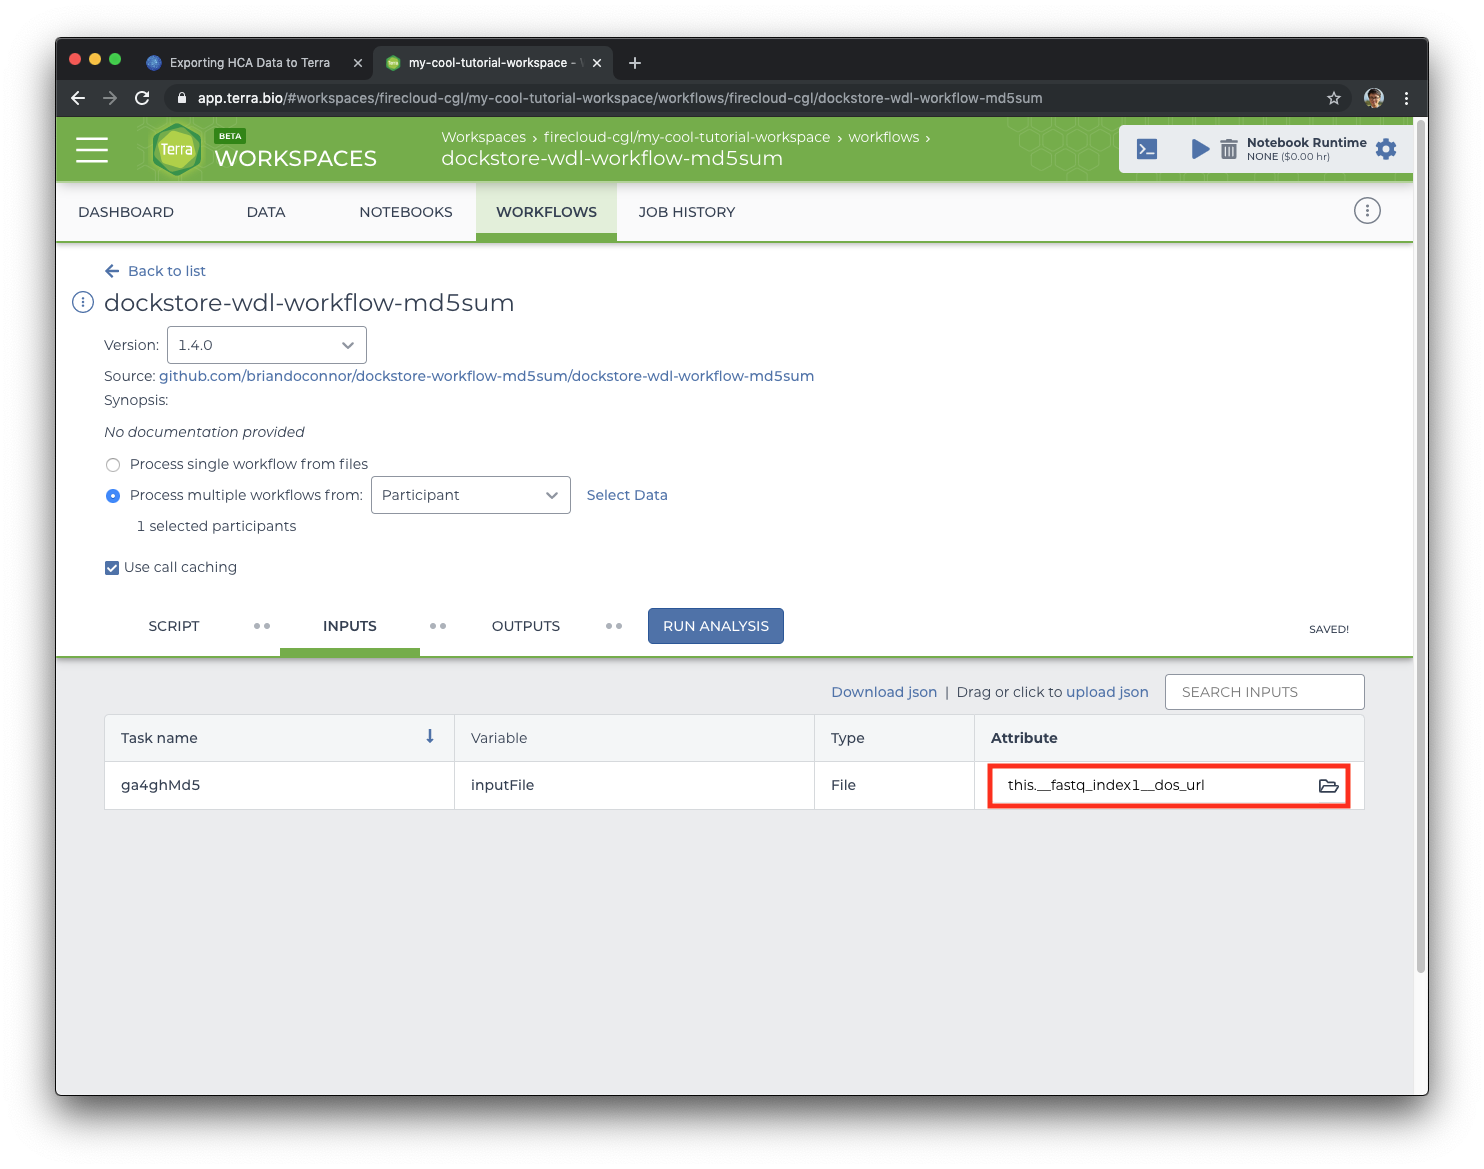 Exporting HCA Data to Terra
my-cool-tutorial-workspace -
app.terra.bio/#workspaces/firecloud-cgl/my-cool-tutorial-workspace/workflows/firecloud-cgl/dockstore-wdl-workflow-md5sum
Terra
BETA
WORKSPACES
Workspaces › firecloud-cgl/my-cool-tutorial-workspace › workflows ›
dockstore-wdl-workflow-md5sum
Notebook Runtime
NONE ($0.00 hr)
DASHBOARD DATA NOTEBOOKS WORKFLOWS JOB HISTORY
Back to list
dockstore-wdl-workflow-md5sum
Version: 1.4.0
Source: github.com/briandoconnor/dockstore-workflow-md5sum/dockstore-wdl-workflow-md5sum
Synopsis:
No documentation provided
Process single workflow from files
Process multiple workflows from: Participant Select Data
1 selected participants
Use call caching
SCRIPT INPUTS OUTPUTS RUN ANALYSIS SAVED!
Download json | Drag or click to upload json SEARCH INPUTS
Task name Variable Type Attribute
ga4ghMd5 inputFile File this.__fastq_index1__dos_url